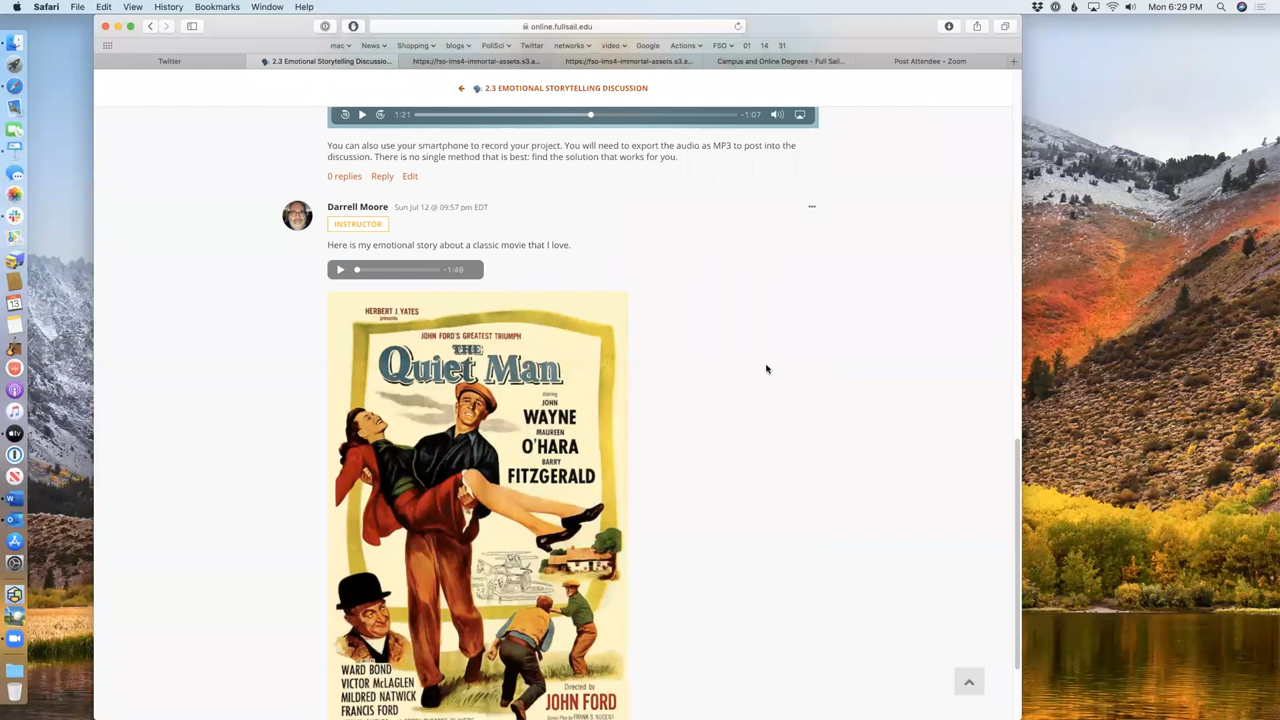 Safari File Edit View History Bookmarks Window Help
Mon 6:29 PM
online.fullsail.edu
mac News Shopping blogs PoliSci Twitter networks video Google Actions FSO 01 14 31
Twitter
2.3 Emotional Storytelling Discussio...
https://fso-lms4-immortal-assets.s3.a...
https://fso-lms4-immortal-assets.s3.a...
Campus and Online Degrees - Full Sai...
Post Attendee - Zoom
2.3 EMOTIONAL STORYTELLING DISCUSSION
1:21
-1:07
You can also use your smartphone to record your project. You will need to export the audio as MP3 to post into the
discussion. There is no single method that is best: find the solution that works for you.
0 replies Reply Edit
Darrell Moore Sun Jul 12 @ 09:57 pm EDT
INSTRUCTOR
Here is my emotional story about a classic movie that I love.
-1:49
HERBERT J. YATES
presents
JOHN FORD'S GREATEST TRIUMPH
THE
Quiet Man
starring
JOHN
WAYNE
MAUREEN
O'HARA
BARRY
FITZGERALD
WARD BOND
VICTOR McLAGLEN
MILDRED NATWICK
FRANCIS FORD
Directed by
JOHN FORD
Screen Play by FRANK S. NUGENT